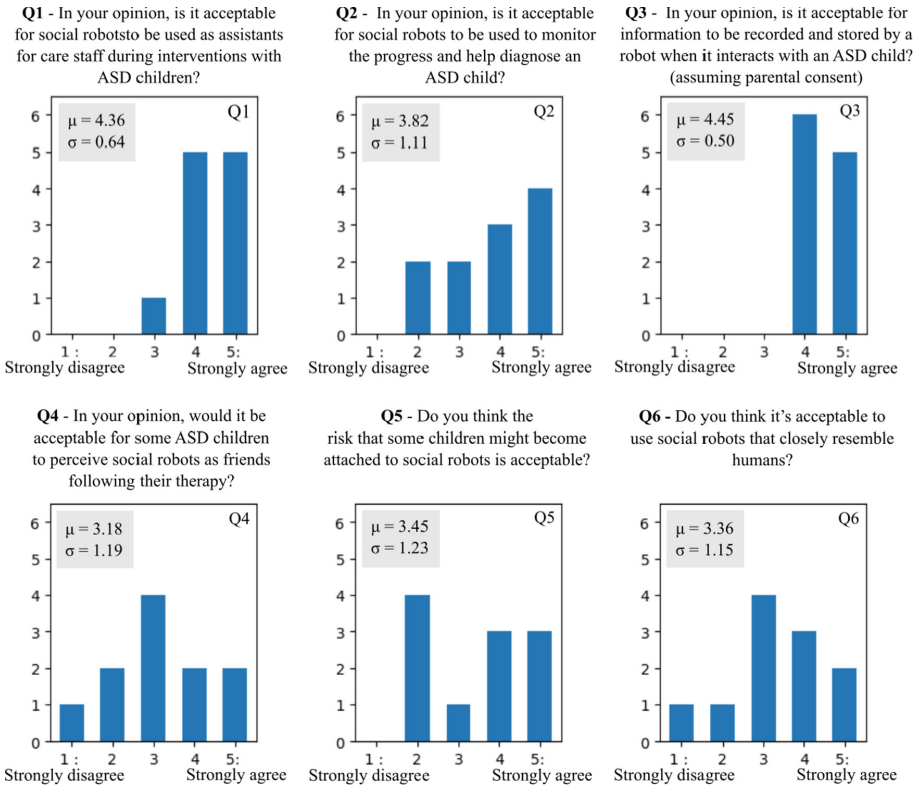 Q1 - In your opinion, is it acceptable
for social robotsto be used as assistants
for care staff during interventions with
ASD children?
Q2 - In your opinion, is it acceptable
for social robots to be used to monitor
the progress and help diagnose an
ASD child?
Q3 - In your opinion, is it acceptable for
information to be recorded and stored by a
robot when it interacts with an ASD child?
(assuming parental consent)
Q1
μ = 4.36
σ = 0.64
6
5
4
3
2
1
0
1 : 2 3 4 5:
Strongly disagree Strongly agree
Q2
μ = 3.82
σ = 1.11
6
5
4
3
2
1
0
1 : 2 3 4 5:
Strongly disagree Strongly agree
Q3
μ = 4.45
σ = 0.50
6
5
4
3
2
1
0
1 : 2 3 4 5:
Strongly disagree Strongly agree
Q4 - In your opinion, would it be
acceptable for some ASD children
to perceive social robots as friends
following their therapy?
Q5 - Do you think the
risk that some children might become
attached to social robots is acceptable?
Q6 - Do you think it's acceptable to
use social robots that closely resemble
humans?
Q4
μ = 3.18
σ = 1.19
6
5
4
3
2
1
0
1 : 2 3 4 5:
Strongly disagree Strongly agree
Q5
μ = 3.45
σ = 1.23
6
5
4
3
2
1
0
1 : 2 3 4 5:
Strongly disagree Strongly agree
Q6
μ = 3.36
σ = 1.15
6
5
4
3
2
1
0
1 : 2 3 4 5:
Strongly disagree Strongly agree